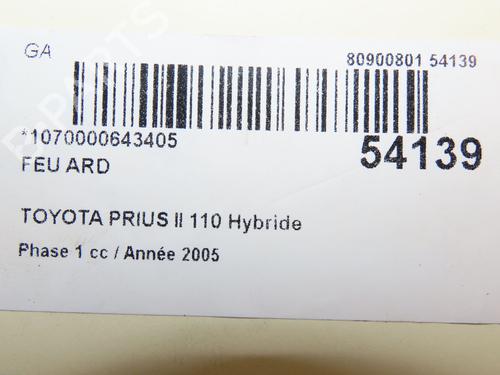 GA
80900801 54139
*1070000643405
54139
FEU ARD
TOYOTA PRIUS II 110 Hybride
Phase 1 cc / Année 2005